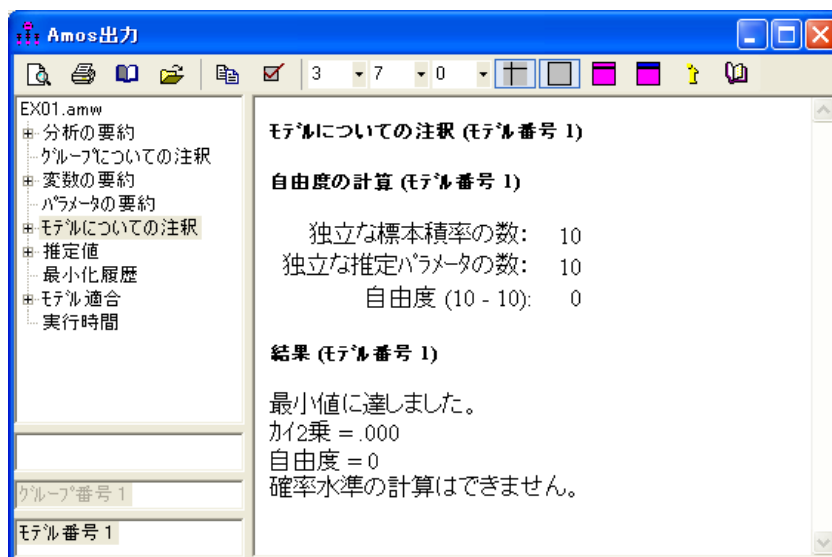 Amos出力
3 7 0
EX01.amw
分析の要約
グループについての注釈
変数の要約
パラメータの要約
モデルについての注釈
推定値
最小化履歴
モデル適合
実行時間
グループ番号 1
モデル番号 1
モデルについての注釈 (モデル番号 1)
自由度の計算 (モデル番号 1)
独立な標本積率の数: 10
独立な推定パラメータの数: 10
自由度 (10 - 10): 0
結果 (モデル番号 1)
最小値に達しました。
カイ2乗 = .000
自由度 = 0
確率水準の計算はできません。